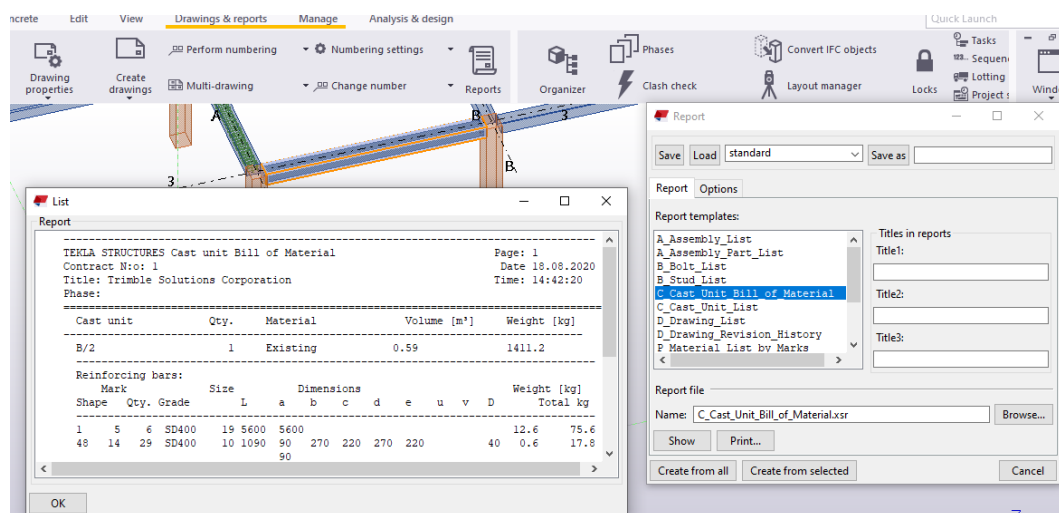 ncrete Edit View Drawings & reports Manage Analysis & design Quick Launch
Perform numbering Numbering settings Phases Convert IFC objects Tasks
Sequen
Drawing properties Create drawings Multi-drawing Change number Reports Organizer Clash check Layout manager Locks Lotting
Project s Wind
A B 3
3 B
Report
Save Load standard Save as
Report Options
Report templates:
A_Assembly_List
A_Assembly_Part_List
B_Bolt_List
B_Stud_List
C_Cast_Unit_Bill_of_Material
C_Cast_Unit_List
D_Drawing_List
D_Drawing_Revision_History
P_Material_List_by_Marks
Titles in reports
Title1:
Title2:
Title3:
Report file
Name: C_Cast_Unit_Bill_of_Material.xsr Browse...
Show Print...
Create from all Create from selected Cancel
List
Report
TEKLA STRUCTURES Cast unit Bill of Material Page: 1
Contract N:o: 1 Date 18.08.2020
Title: Trimble Solutions Corporation Time: 14:42:20
Phase:
Cast unit Qty. Material Volume [m³] Weight [kg]
B/2 1 Existing 0.59 1411.2
Reinforcing bars:
Mark Size Dimensions Weight [kg]
Shape Qty. Grade L a b c d e u v D Total kg
1 5 6 SD400 19 5600 5600 12.6 75.6
48 14 29 SD400 10 1090 90 270 220 270 220 40 0.6 17.8
90
OK